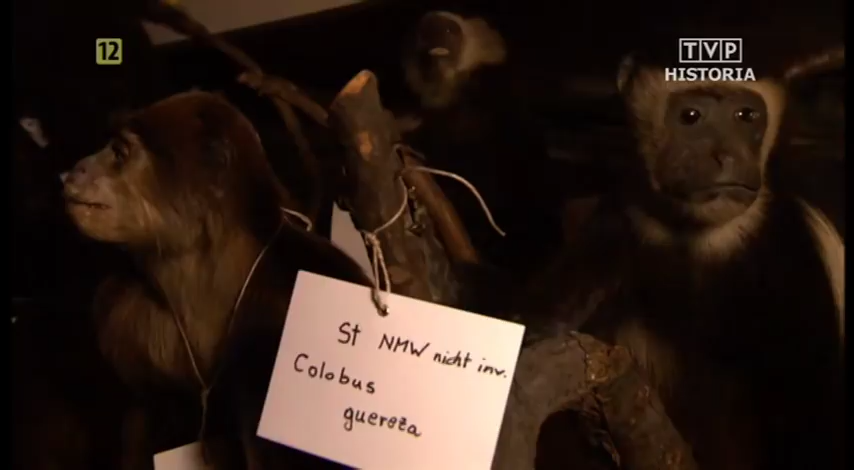 12
TVP
HISTORIA
St NMW nicht inv.
Colobus
guereza